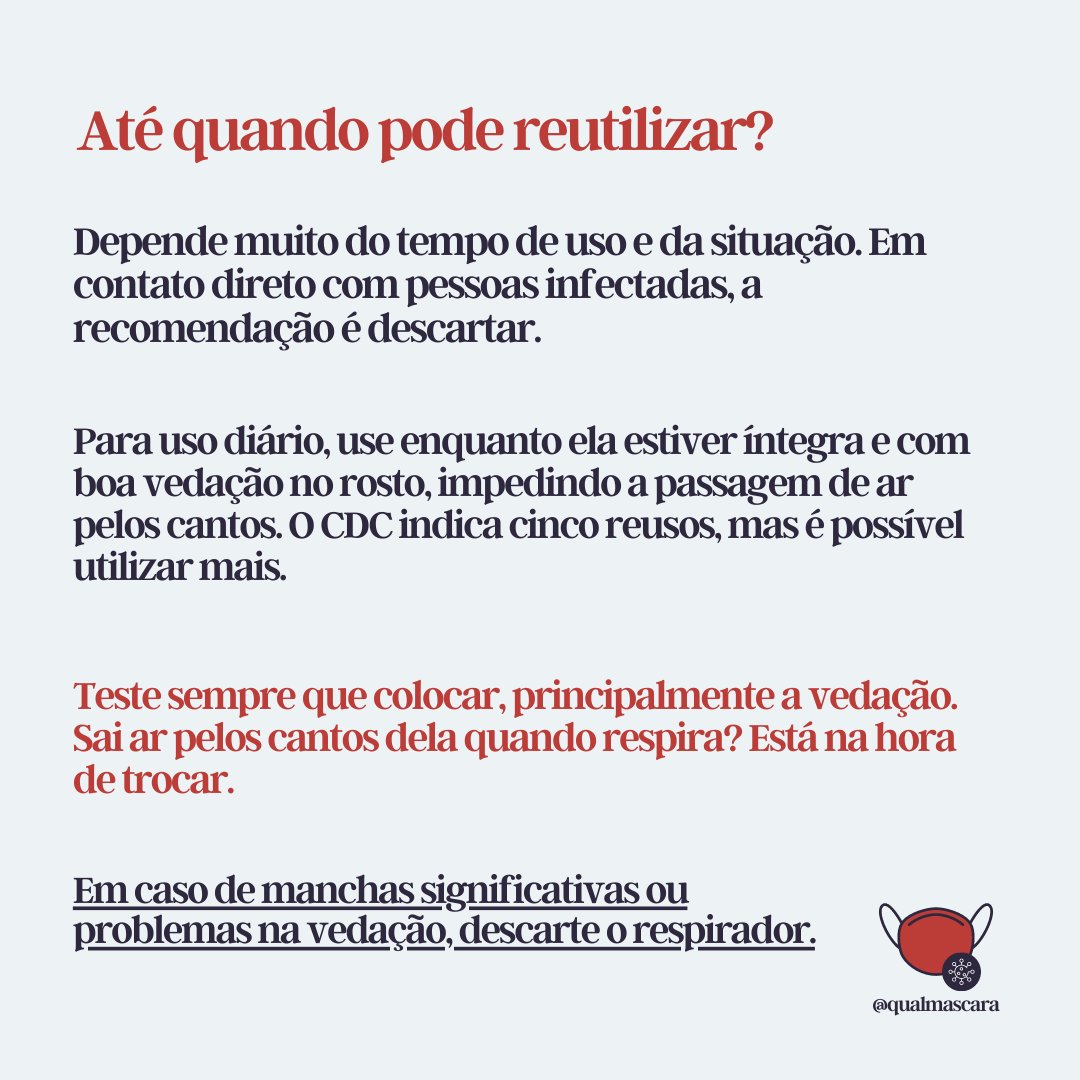 Até quando pode reutilizar?
Depende muito do tempo de uso e da situação. Em
contato direto com pessoas infectadas, a
recomendação é descartar.
Para uso diário, use enquanto ela estiver íntegra e com
boa vedação no rosto, impedindo a passagem de ar
pelos cantos. O CDC indica cinco reusos, mas é possível
utilizar mais.
Teste sempre que colocar, principalmente a vedação.
Sai ar pelos cantos dela quando respira? Está na hora
de trocar.
Em caso de manchas significativas ou
problemas na vedação, descarte o respirador.
@qualmascara